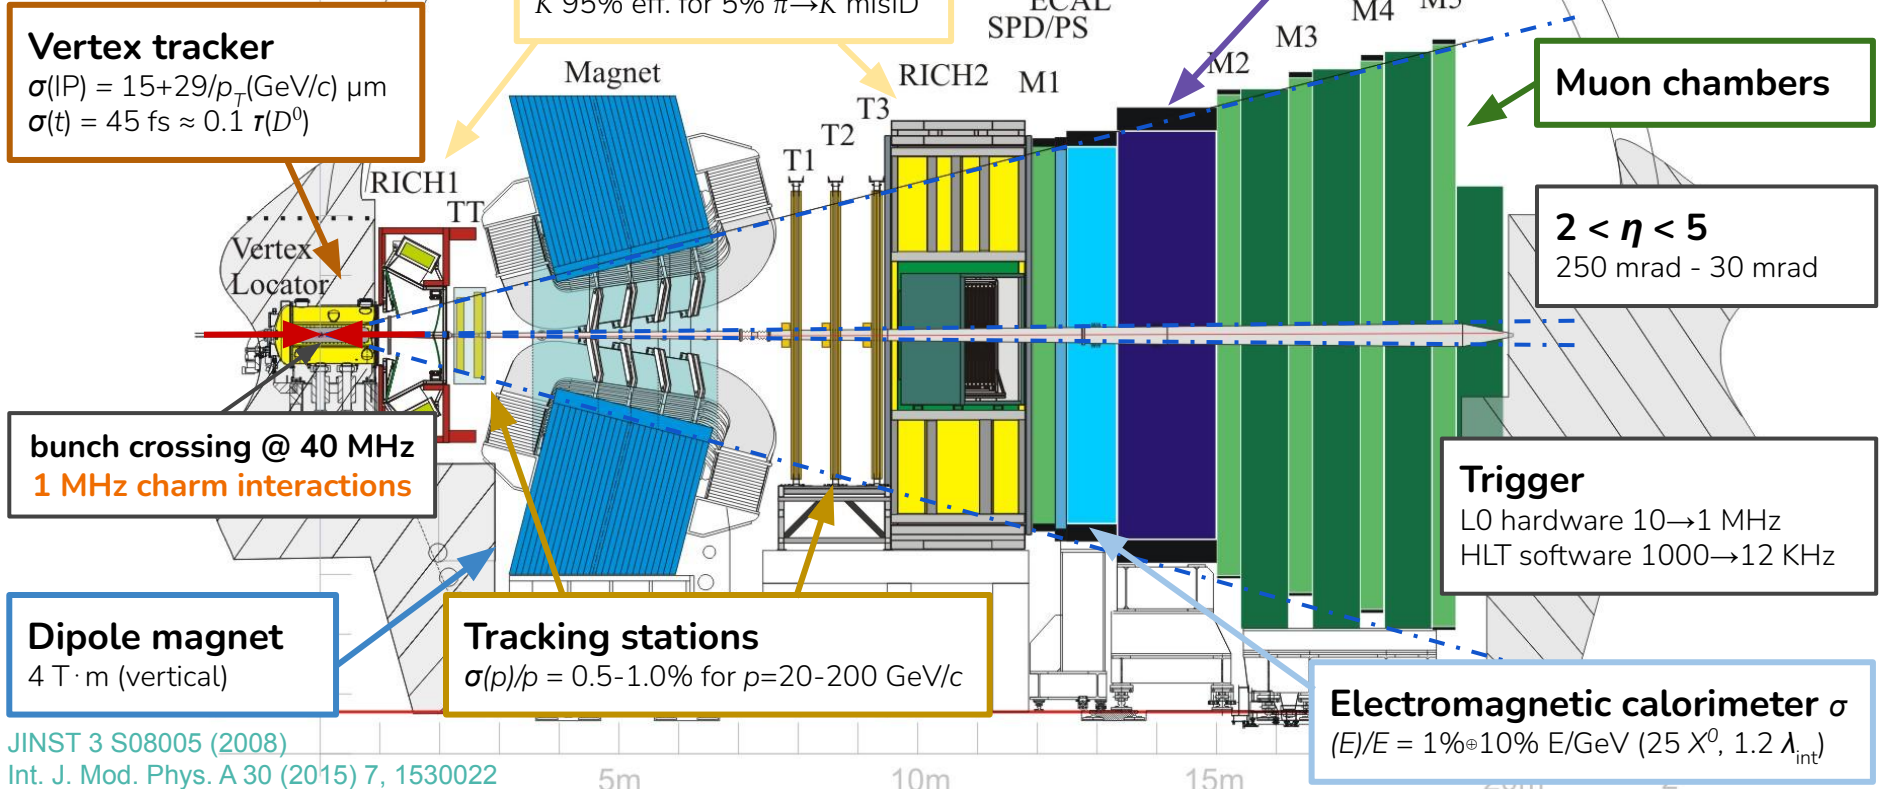 K 95% eff. for 5% π→K misID
ECAL
SPD/PS
M4
M5
M3
Vertex tracker
σ(IP) = 15+29/pT(GeV/c) μm
σ(t) = 45 fs ≈ 0.1 τ(D⁰)
Magnet
RICH2
M1
M2
Muon chambers
T3
T2
T1
RICH1
TT
2 < η < 5
250 mrad - 30 mrad
Vertex
Locator
bunch crossing @ 40 MHz
1 MHz charm interactions
Trigger
L0 hardware 10→1 MHz
HLT software 1000→12 KHz
Dipole magnet
4 T·m (vertical)
Tracking stations
σ(p)/p = 0.5-1.0% for p=20-200 GeV/c
Electromagnetic calorimeter σ
(E)/E = 1%⊕10% E/GeV (25 X⁰, 1.2 λint)
JINST 3 S08005 (2008)
Int. J. Mod. Phys. A 30 (2015) 7, 1530022
5m
10m
15m